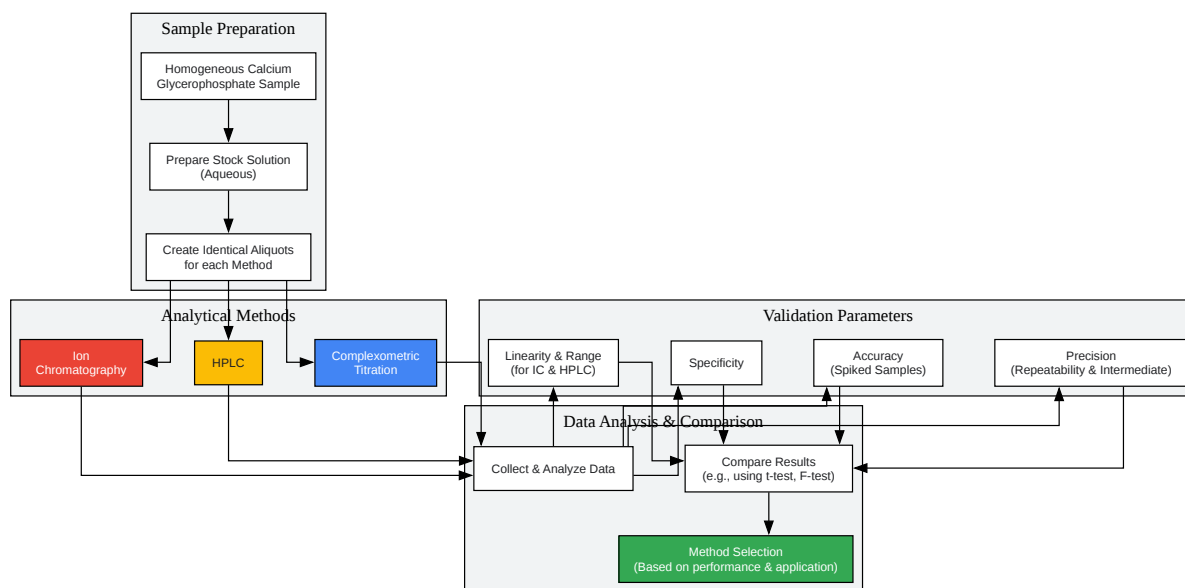 Sample Preparation
Homogeneous Calcium
Glycerophosphate Sample
Prepare Stock Solution
(Aqueous)
Create Identical Aliquots
for each Method
Analytical Methods
Ion
Chromatography
HPLC
Complexometric
Titration
Validation Parameters
Linearity & Range
(for IC & HPLC)
Specificity
Accuracy
(Spiked Samples)
Precision
(Repeatability & Intermediate)
Data Analysis & Comparison
Collect & Analyze Data
Compare Results
(e.g., using t-test, F-test)
Method Selection
(Based on performance & application)